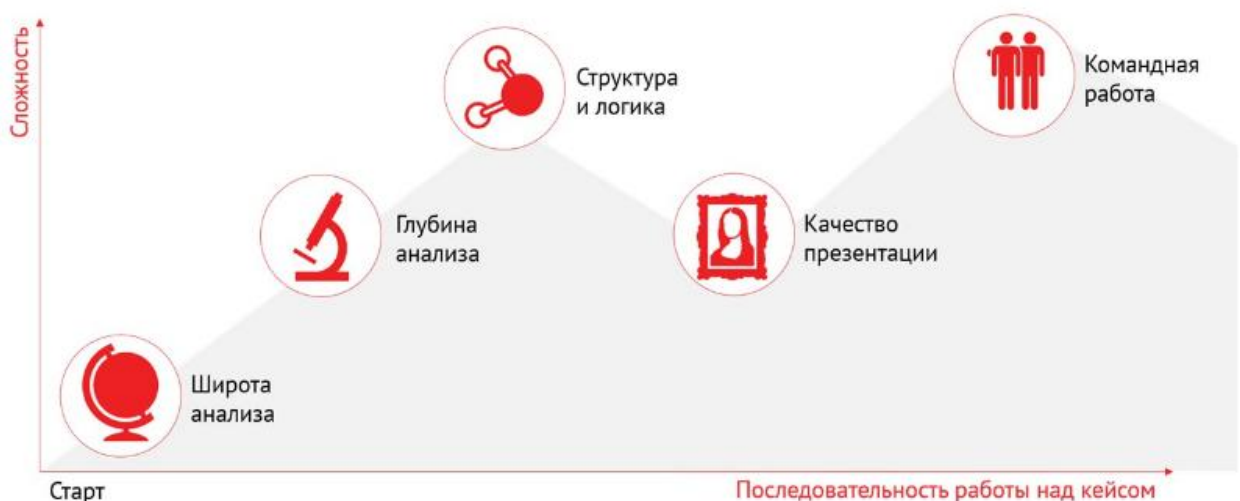 Сложность
Структура
и логика
Командная
работа
Глубина
анализа
Качество
презентации
Широта
анализа
Старт
Последовательность работы над кейсом